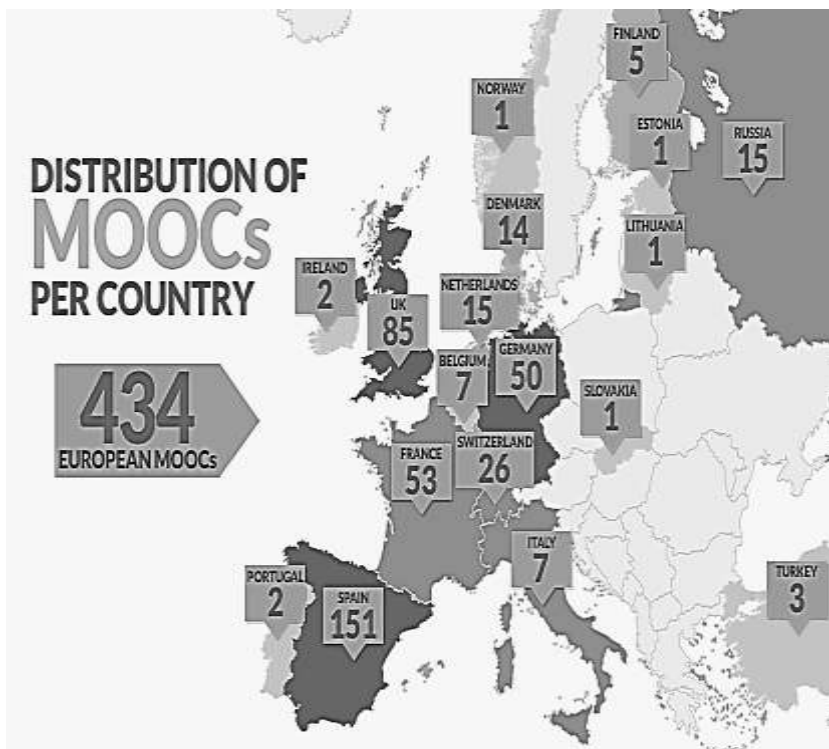 DISTRIBUTION OF
MOOCs
PER COUNTRY
434
EUROPEAN MOOCs
FINLAND
5
NORWAY
1
ESTONIA
1
RUSSIA
15
DENMARK
14
LITHUANIA
1
IRELAND
2
NETHERLANDS
15
UK
85
BELGIUM
7
GERMANY
50
SLOVAKIA
1
FRANCE
53
SWITZERLAND
26
ITALY
7
PORTUGAL
2
SPAIN
151
TURKEY
3